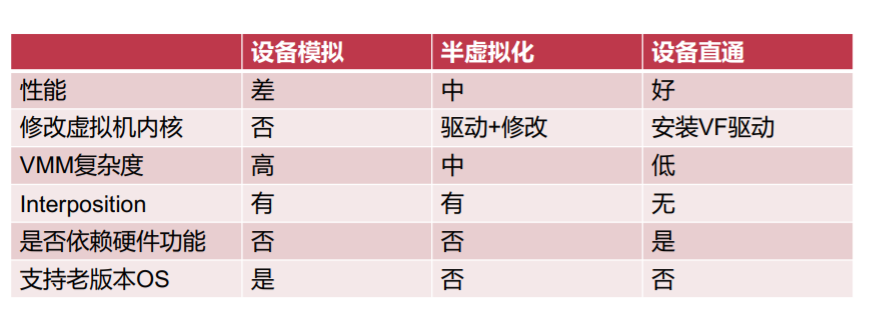 设备模拟 半虚拟化 设备直通
性能 差 中 好
修改虚拟机内核 否 驱动+修改 安装VF驱动
VMM复杂度 高 中 低
Interposition 有 有 无
是否依赖硬件功能 否 否 是
支持老版本OS 是 否 否